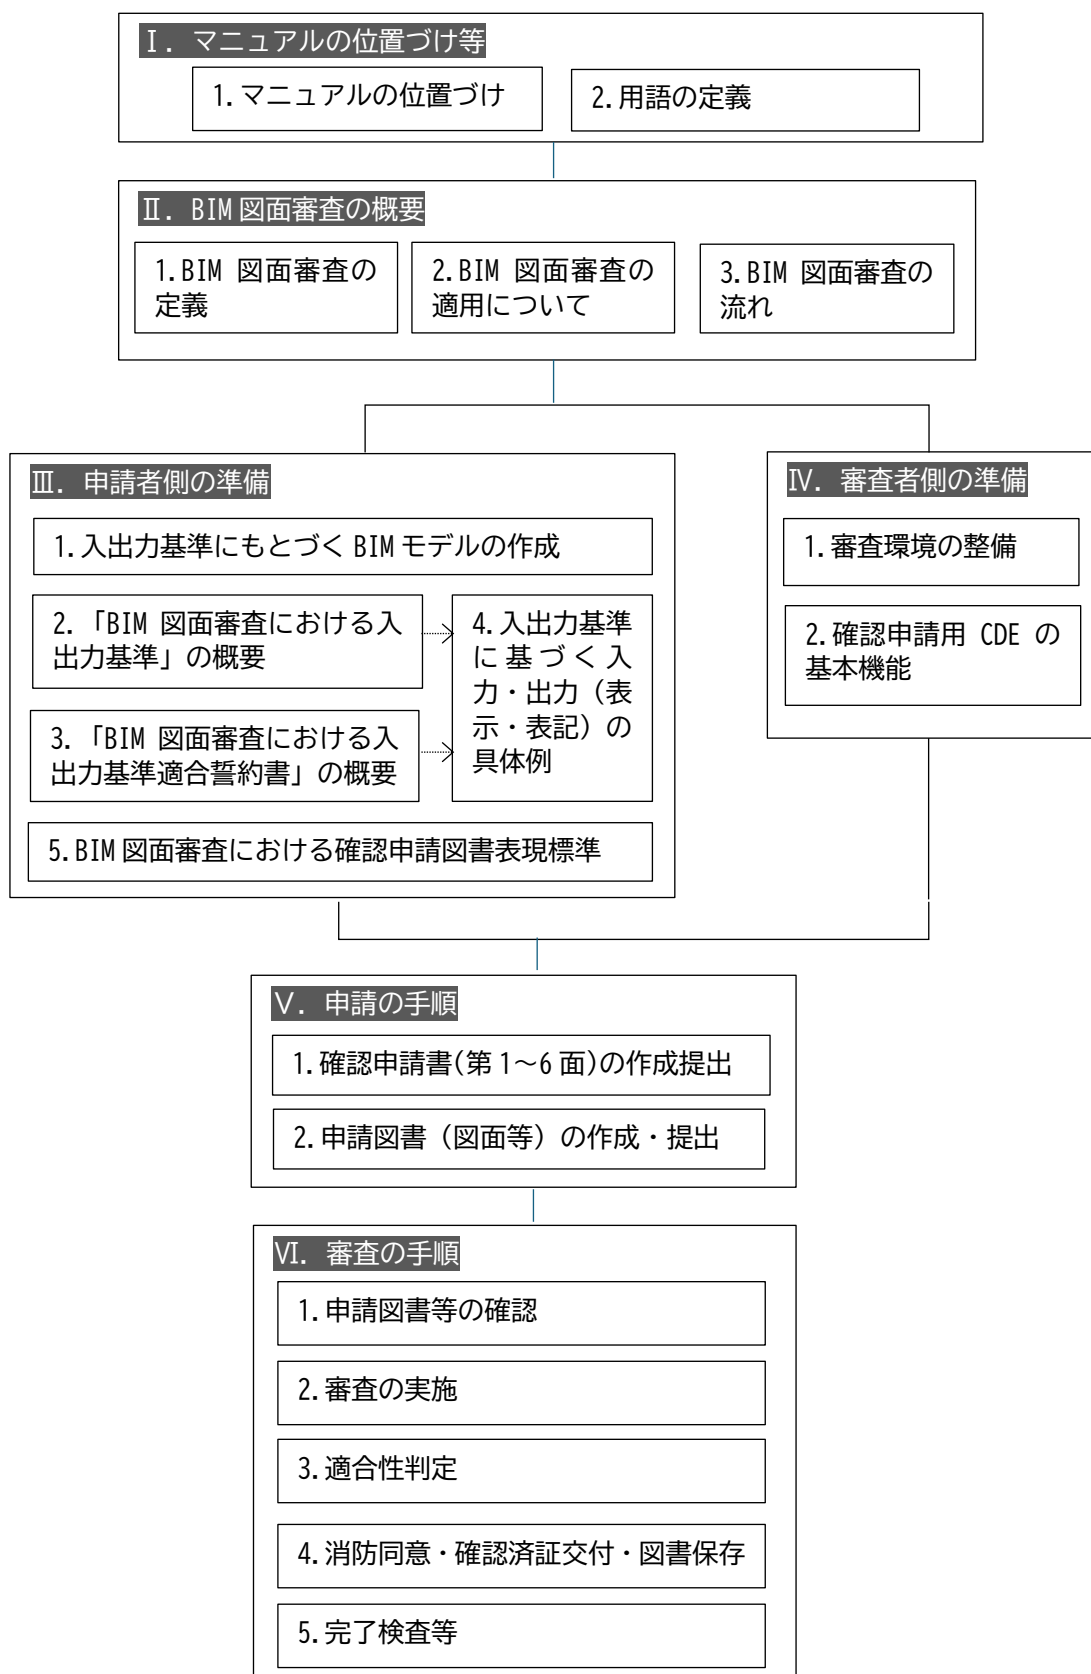 Ⅰ. マニュアルの位置づけ等
1.マニュアルの位置づけ
2.用語の定義
Ⅱ. BIM図面審査の概要
1.BIM 図面審査の
定義
2.BIM 図面審査の
適用について
3.BIM 図面審査の
流れ
Ⅲ. 申請者側の準備
1.入出力基準にもとづくBIMモデルの作成
2.「BIM 図面審査における入
出力基準」の概要
3.「BIM 図面審査における入
出力基準適合誓約書」の概要
4.入出力基準
に基づく入
力・出力（表
示・表記）の
具体例
5.BIM図面審査における確認申請図書表現標準
Ⅳ. 審査者側の準備
1.審査環境の整備
2.確認申請用 CDE の
基本機能
Ⅴ. 申請の手順
1.確認申請書(第1～6面)の作成提出
2.申請図書（図面等）の作成・提出
Ⅵ. 審査の手順
1.申請図書等の確認
2.審査の実施
3.適合性判定
4.消防同意・確認済証交付・図書保存
5.完了検査等